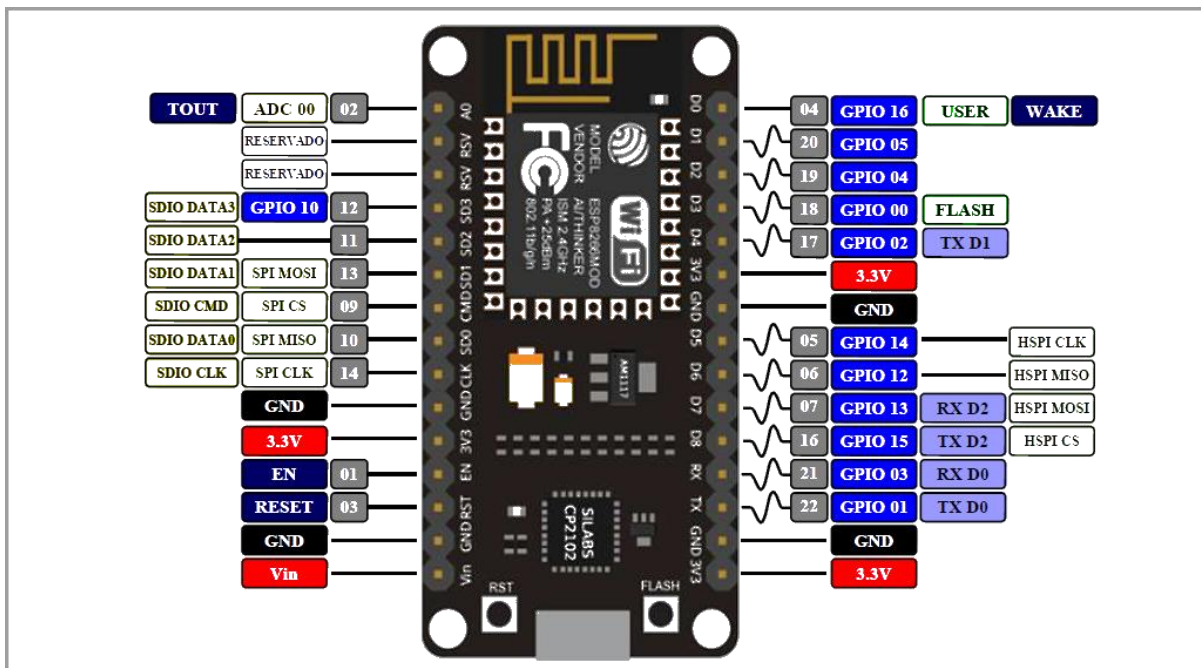 TOUT ADC 00 02 A0
RESERVADO RSV
RESERVADO RSV
SDIO DATA3 GPIO 10 12 SD3
SDIO DATA2 11 SD2
SDIO DATA1 SPI MOSI 13 SD1
SDIO CMD SPI CS 09 CMD
SDIO DATA0 SPI MISO 10 SD0
SDIO CLK SPI CLK 14 CLK
GND GND
3.3V 3V3
EN 01 EN
RESET 03 RST
GND GND
Vin Vin
MODEL
VENDOR
ESP8266MOD
AI/THINKER
ISM 2.4GHz
PA+25dBm
802.11b/g/n
FC
WiFi
AM1117
SILABS
CP2102
RST
FLASH
D0 04 GPIO 16 USER WAKE
D1 20 GPIO 05
D2 19 GPIO 04
D3 18 GPIO 00 FLASH
D4 17 GPIO 02 TX D1
3V3 3.3V
GND GND
D5 05 GPIO 14 HSPI CLK
D6 06 GPIO 12 HSPI MISO
D7 07 GPIO 13 RX D2 HSPI MOSI
D8 16 GPIO 15 TX D2 HSPI CS
RX 21 GPIO 03 RX D0
TX 22 GPIO 01 TX D0
GND GND
3V3 3.3V